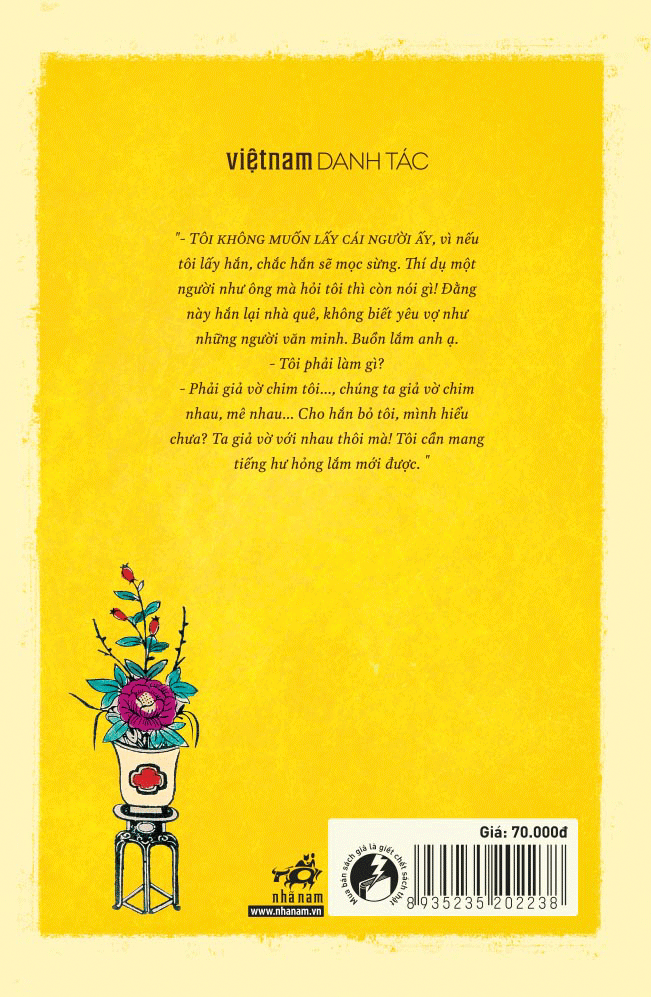 việtnam DANH TÁC
"- TÔI KHÔNG MUỐN LẤY CÁI NGƯỜI ẤY, vì nếu
tôi lấy hắn, chắc hắn sẽ mọc sừng. Thí dụ một
người như ông mà hỏi tôi thì còn nói gì! Đằng
này hắn lại nhà quê, không biết yêu vợ như
những người văn minh. Buồn lắm anh ạ.
- Tôi phải làm gì?
- Phải giả vờ chim tôi..., chúng ta giả vờ chim
nhau, mê nhau... Cho hắn bỏ tôi, mình hiểu
chưa? Ta giả vờ với nhau thôi mà! Tôi cần mang
tiếng hư hỏng lắm mới được. "
nhã nam
www.nhanam.vn
Mua bán sách giả là giết chết sách thật
Giá: 70.000đ
8 935235 202238